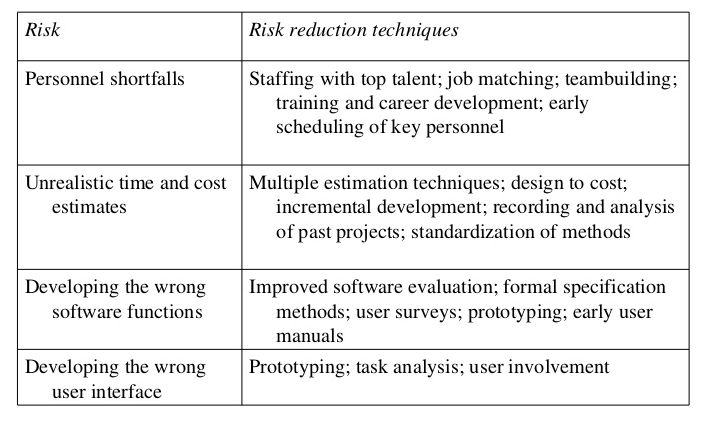 Risk
Risk reduction techniques
Personnel shortfalls
Staffing with top talent; job matching; teambuilding;
training and career development; early
scheduling of key personnel
Unrealistic time and cost
estimates
Multiple estimation techniques; design to cost;
incremental development; recording and analysis
of past projects; standardization of methods
Developing the wrong
software functions
Improved software evaluation; formal specification
methods; user surveys; prototyping; early user
manuals
Developing the wrong
user interface
Prototyping; task analysis; user involvement